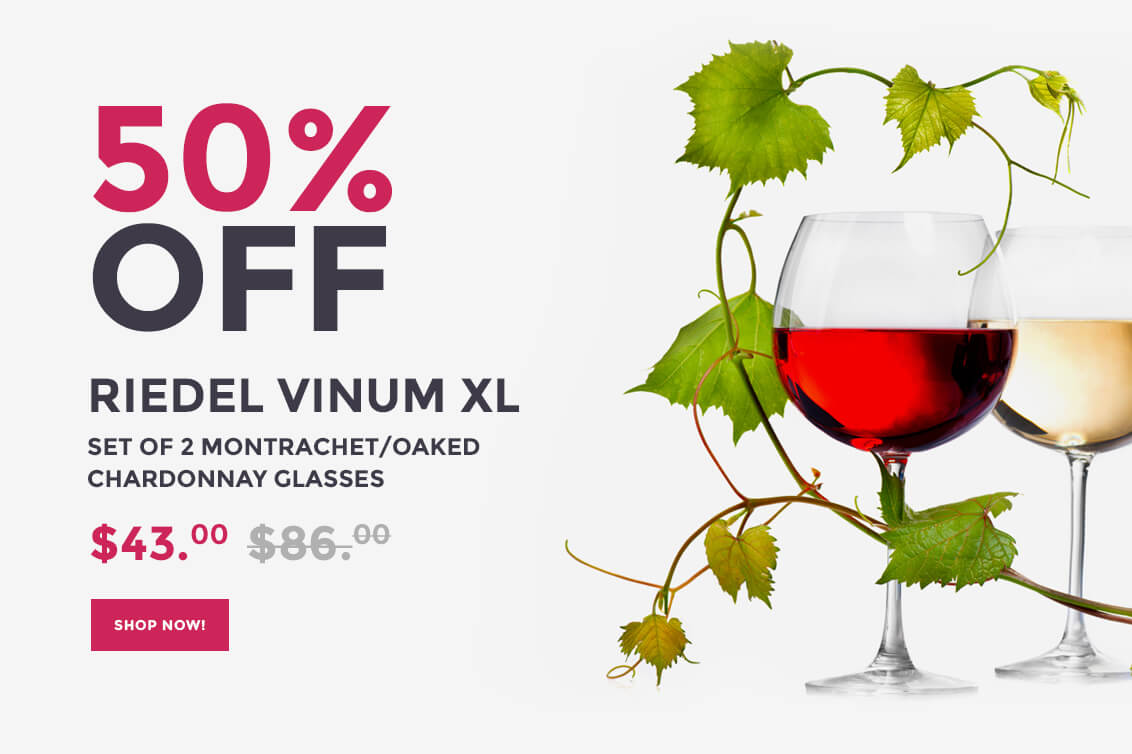 50%
OFF
RIEDEL VINUM XL
SET OF 2 MONTRACHET/OAKED
CHARDONNAY GLASSES
$43.00 $86.00
SHOP NOW!